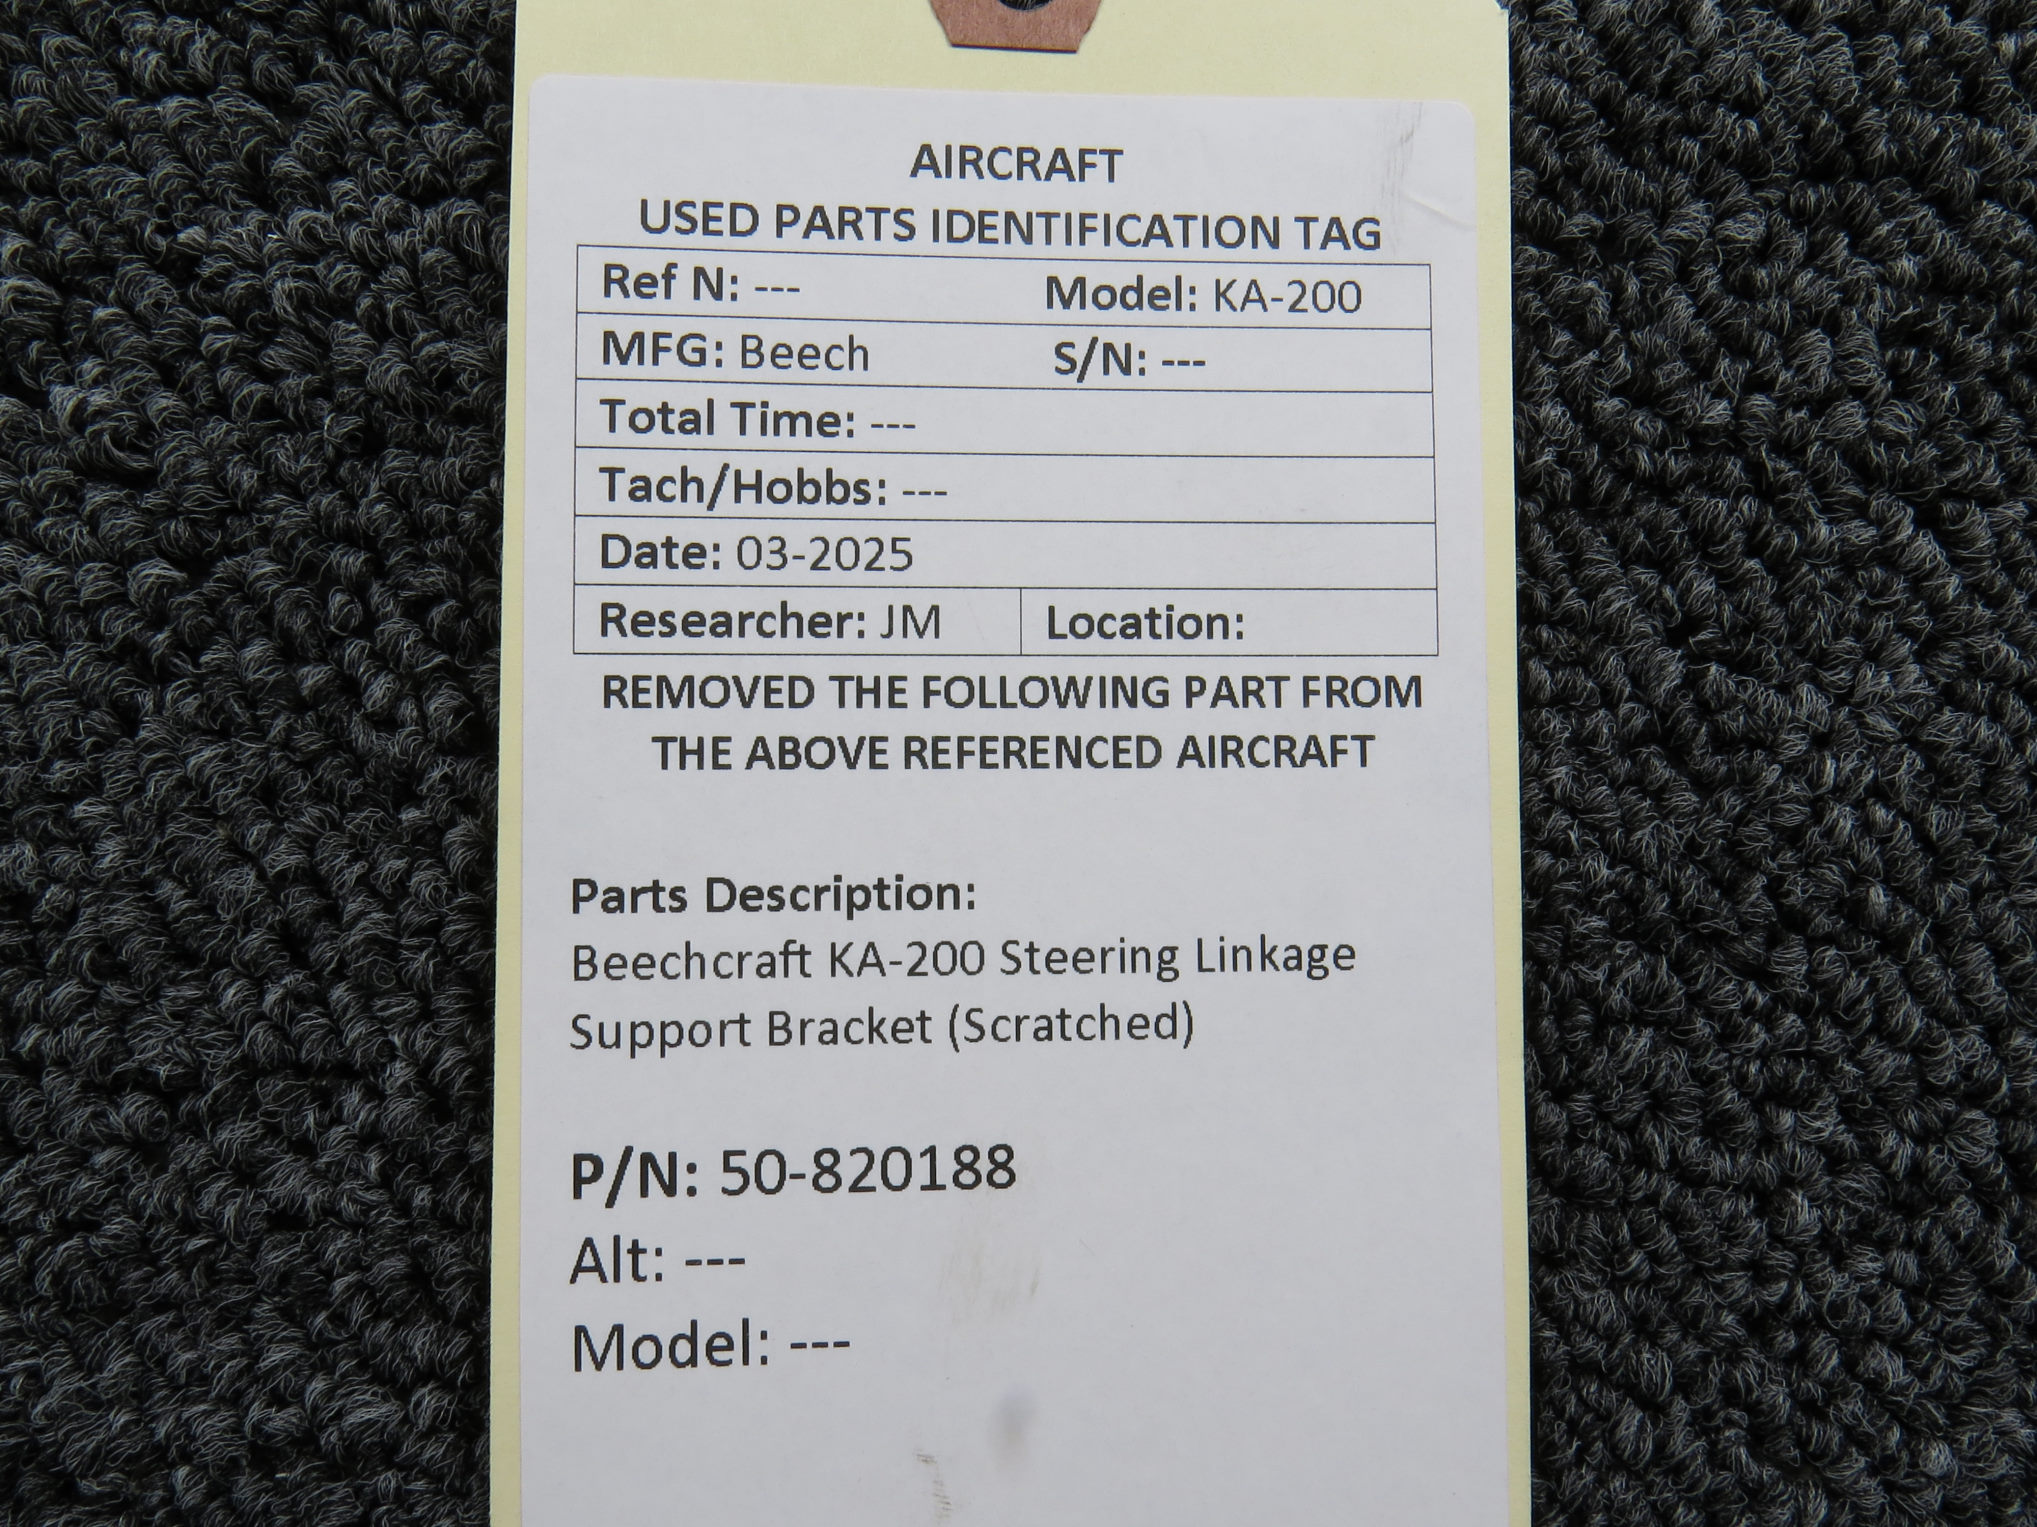 AIRCRAFT
USED PARTS IDENTIFICATION TAG
Ref N: --- Model: KA-200
MFG: Beech S/N: ---
Total Time: ---
Tach/Hobbs: ---
Date: 03-2025
Researcher: JM Location:
REMOVED THE FOLLOWING PART FROM
THE ABOVE REFERENCED AIRCRAFT
Parts Description:
Beechcraft KA-200 Steering Linkage
Support Bracket (Scratched)
P/N: 50-820188
Alt: ---
Model: ---